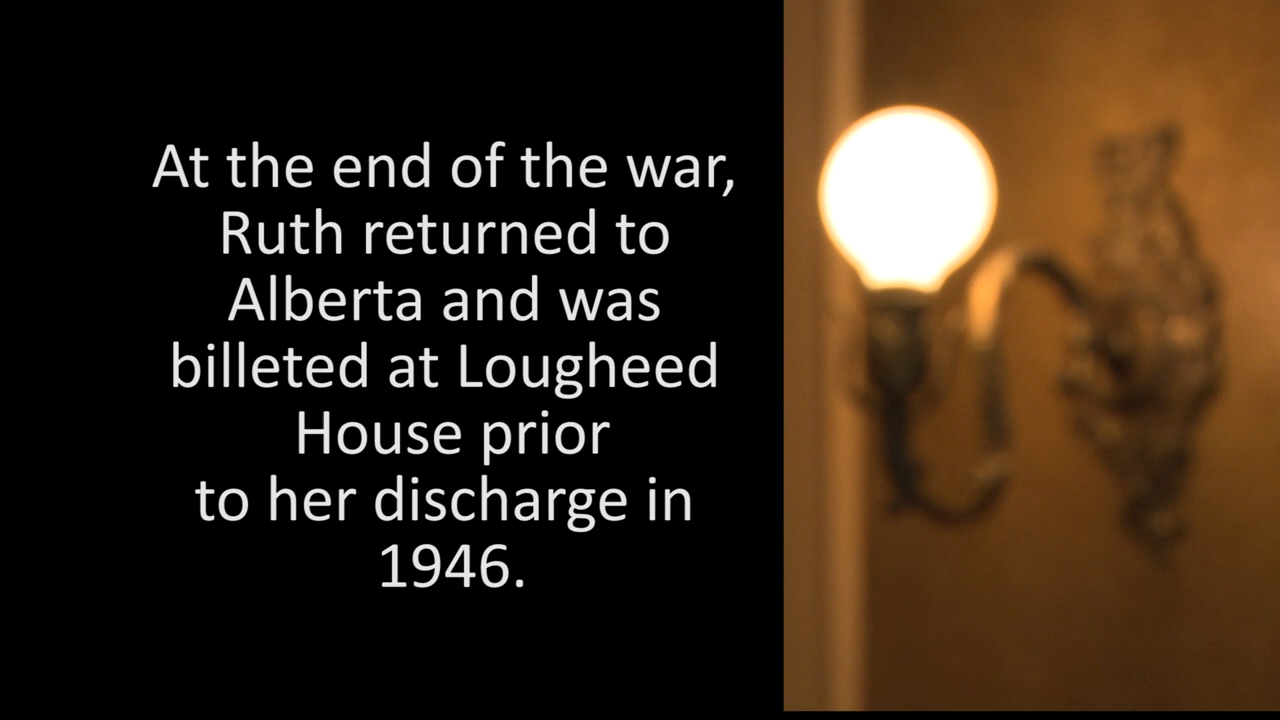 At the end of the war,
Ruth returned to
Alberta and was
billeted at Lougheed
House prior
to her discharge in
1946.